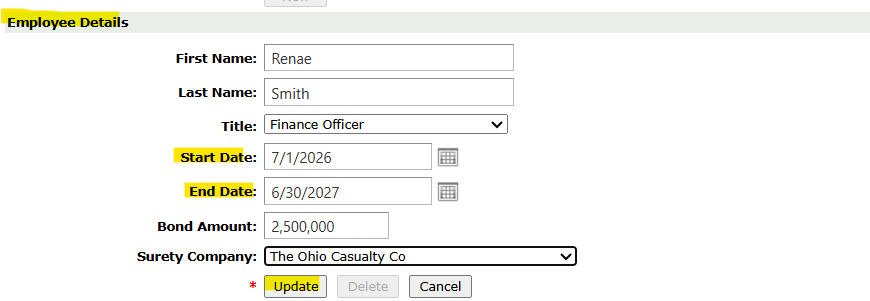 New
Employee Details
First Name: Renae
Last Name: Smith
Title: Finance Officer
Start Date: 7/1/2026
End Date: 6/30/2027
Bond Amount: 2,500,000
Surety Company: The Ohio Casualty Co
* Update Delete Cancel